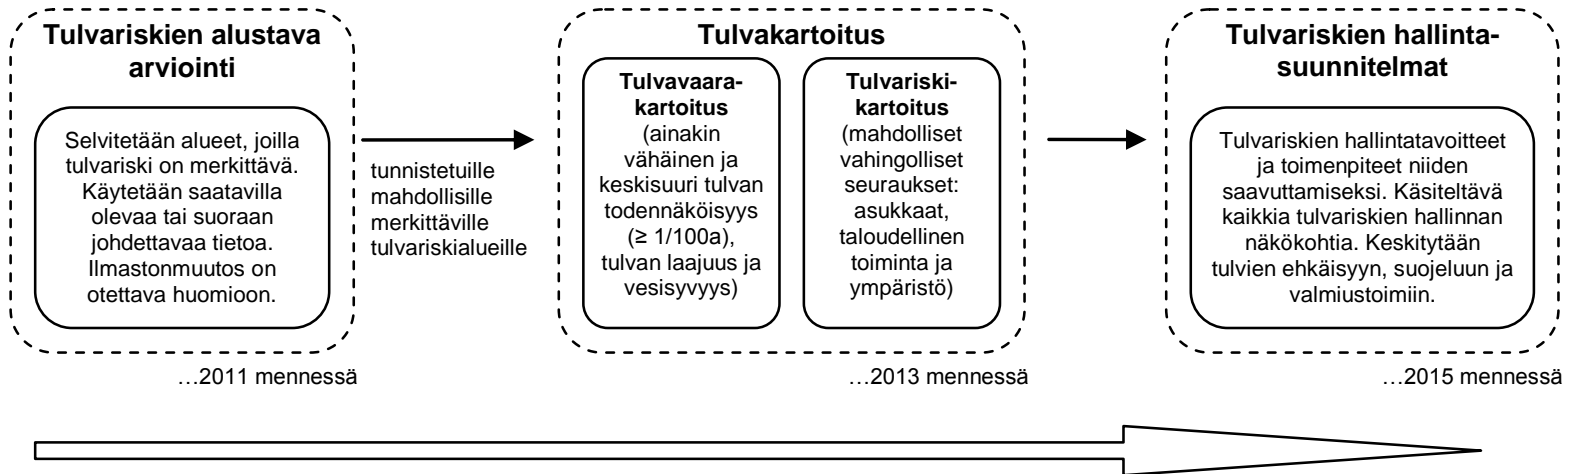 Tulvariskien alustava
arviointi
Selvitetään alueet, joilla
tulvariski on merkittävä.
Käytetään saatavilla
olevaa tai suoraan
johdettavaa tietoa.
Ilmastonmuutos on
otettava huomioon.
…2011 mennessä
tunnistetuille
mahdollisille
merkittäville
tulvariskialueille
Tulvakartoitus
Tulvavaara-
kartoitus
(ainakin
vähäinen ja
keskisuuri tulvan
todennäköisyys
(≥ 1/100a),
tulvan laajuus ja
vesisyvyys)
Tulvariski-
kartoitus
(mahdolliset
vahingolliset
seuraukset:
asukkaat,
taloudellinen
toiminta ja
ympäristö)
…2013 mennessä
Tulvariskien hallinta-
suunnitelmat
Tulvariskien hallintatavoitteet
ja toimenpiteet niiden
saavuttamiseksi. Käsiteltävä
kaikkia tulvariskien hallinnan
näkökohtia. Keskitytään
tulvien ehkäisyyn, suojeluun ja
valmiustoimiin.
…2015 mennessä